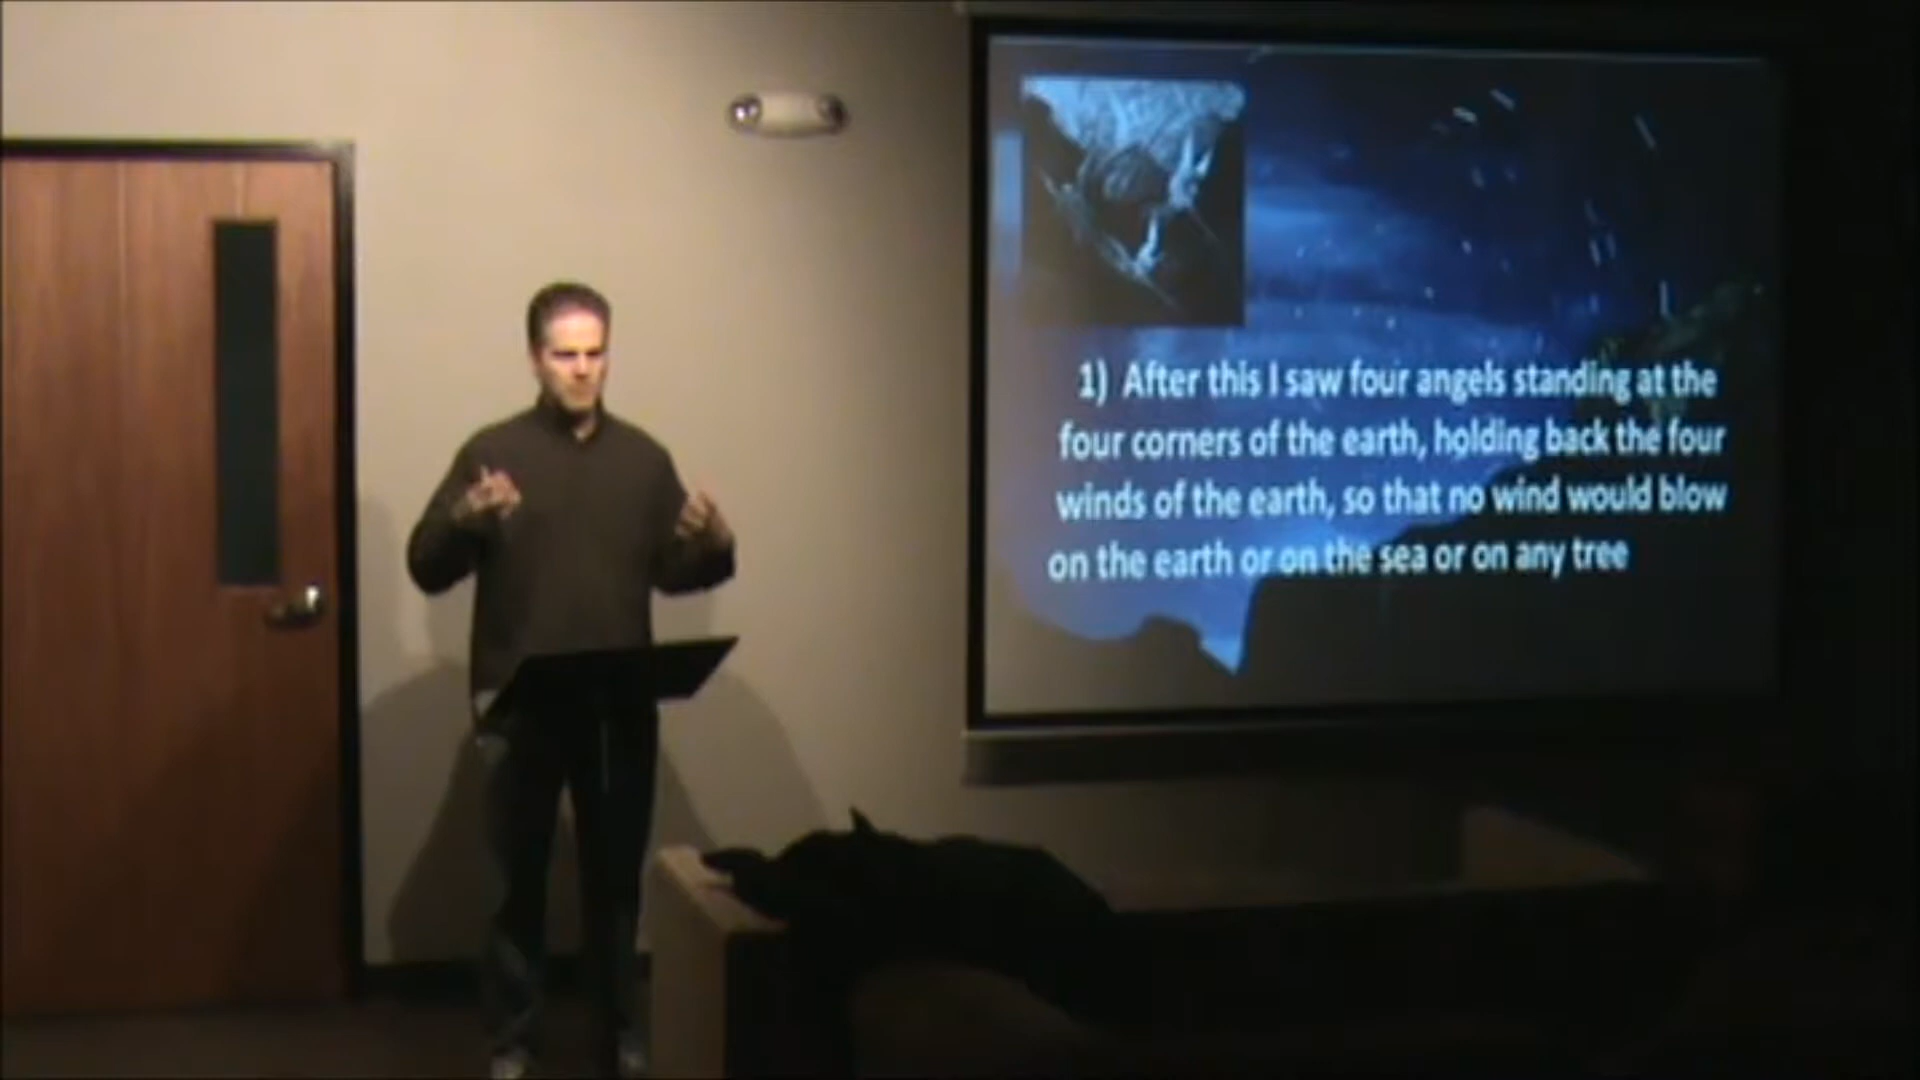 1) After this I saw four angels standing at the
four corners of the earth, holding back the four
winds of the earth, so that no wind would blow
on the earth or on the sea or on any tree